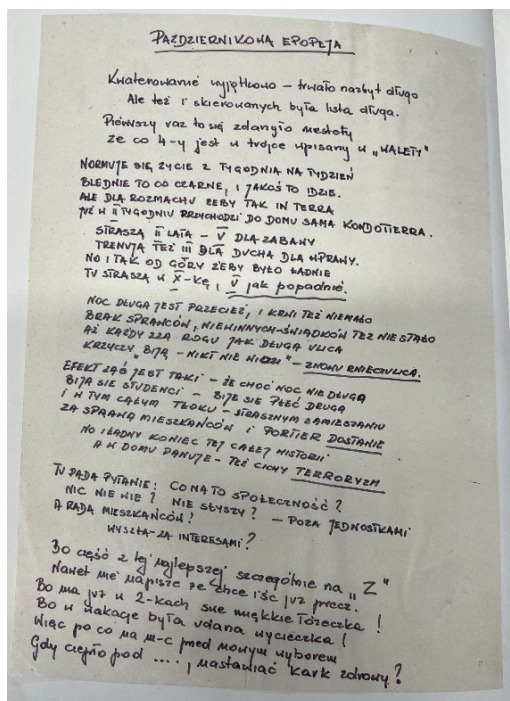 PAŹDZIERNIKOWA EPOPEJA
Kwaterowanie wyjątkowo – trwało nazbyt długo
Ale też i skierowanych była lista długa.
Pierwszy raz to się zdarzyło niestety
że co 4-y jest w trójce wpisany w „WALETY"
NORMUJE SIĘ ŻYCIE Z TYGODNIA NA TYDZIEŃ
BLEDNIE TO CO CZARNE, I JAKOŚ TO IDZIE.
ALE DLA ROZMACHU ŻEBY TAK IN TERRA
JUŻ W II TYGODNIU PRZYCHODZI DO DOMU SAMA KONDOTIERRA.
STRASZĄ II LATA – V DLA ZABAWY
TRENUJĄ TEŻ III DLA DUCHA DLA WPRAWY.
NO I TAK OD GÓRY ŻEBY BYŁO ŁADNIE
TU STRASZĄ W X-KĘ, V jak popadnie.
NOC DŁUGA JEST PRZECIEŻ, I KRWI TEŻ NIEMAŁO
BRAK SPRAWCÓW, NIEWINNYCH-ŚWIADKÓW TEŻ NIE STAŁO
AŻ KAŻDY ZZA ROGU JAK DŁUGA ULICA
KRZYCZY „BIJĄ – NIKT NIE WIDZI" – ZNOWU ZNIECZULICA.
EFEKT ZAŚ JEST TAKI – ŻE CHOĆ NOC NIE DŁUGA
BIJĄ SIĘ STUDENCI – BIJE SIĘ PŁEĆ DRUGA
I W TYM CAŁYM TŁOKU – STRASZNYM ZAMIESZANIU
ZA SPRAWĄ MIESZKAŃCÓW I PORTIER DOSTANIE
NO I ŁADNY KONIEC TEJ CAŁEJ HISTORII
A W DOMU PANUJE – TEŻ CICHY TERRORYZM
TU PADA PYTANIE: CO NA TO SPOŁECZNOŚĆ?
NIC NIE WIE? NIE SŁYSZY? – POZA JEDNOSTKAMI
A RADA MIESZKAŃCÓW?
WYSZŁA-ZA INTERESAMI?
Bo część z tej najlepszej szczególnie na „Z"
Nawet nie napisze że chce iść już precz.
Bo ma już w 2-kach swe miękkie łóżeczka!
Bo w wakacje była udana wycieczka!
Więc po co na m-c przed nowym wyborem
Gdy ciepło pod ...., nastawiać kark zdrowy?